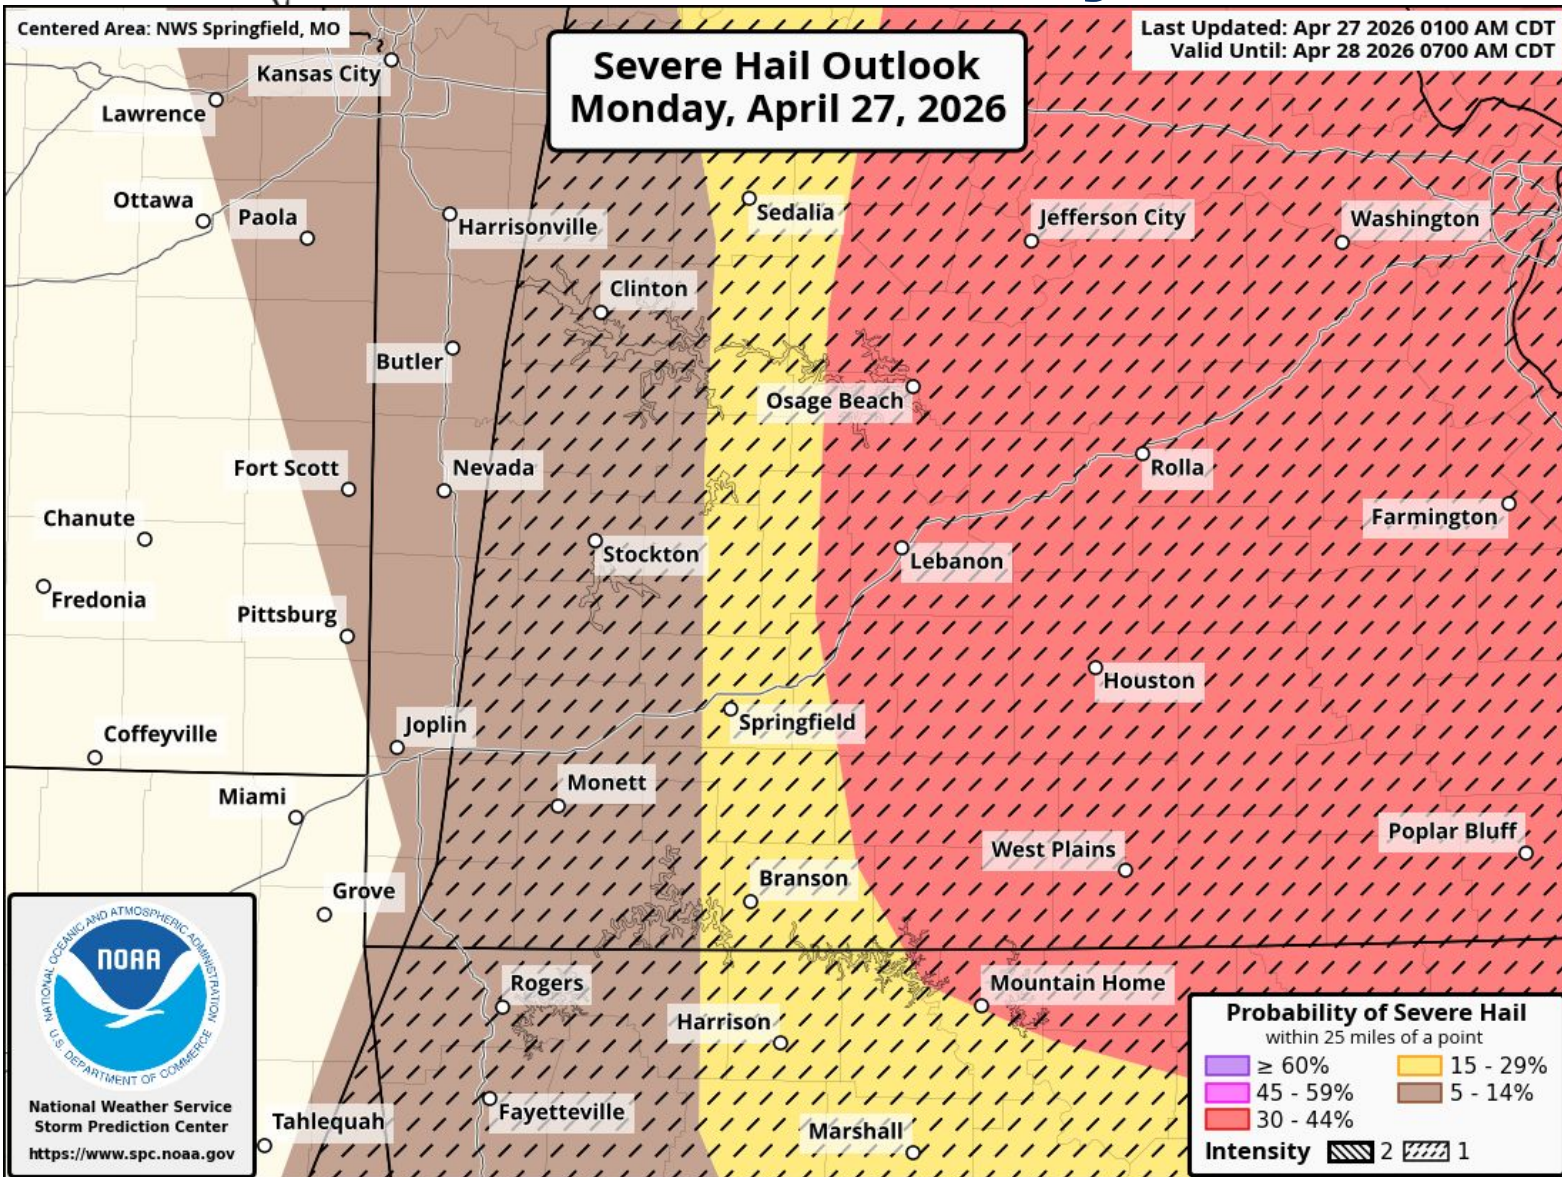 Centered Area: NWS Springfield, MO
Severe Hail Outlook
Monday, April 27, 2026
Last Updated: Apr 27 2026 0100 AM CDT
Valid Until: Apr 28 2026 0700 AM CDT
Kansas City
Lawrence
Ottawa
Paola
Harrisonville
Sedalia
Jefferson City
Washington
Clinton
Butler
Osage Beach
Fort Scott
Nevada
Rolla
Chanute
Farmington
Stockton
Lebanon
Fredonia
Pittsburg
Houston
Joplin
Springfield
Coffeyville
Monett
Miami
Poplar Bluff
West Plains
Branson
Grove
Rogers
Mountain Home
Harrison
Fayetteville
Tahlequah
Marshall
NATIONAL OCEANIC AND ATMOSPHERIC ADMINISTRATION
NOAA
U.S. DEPARTMENT OF COMMERCE
National Weather Service
Storm Prediction Center
https://www.spc.noaa.gov
Probability of Severe Hail
within 25 miles of a point
≥ 60%
15 - 29%
45 - 59%
5 - 14%
30 - 44%
Intensity 2 1